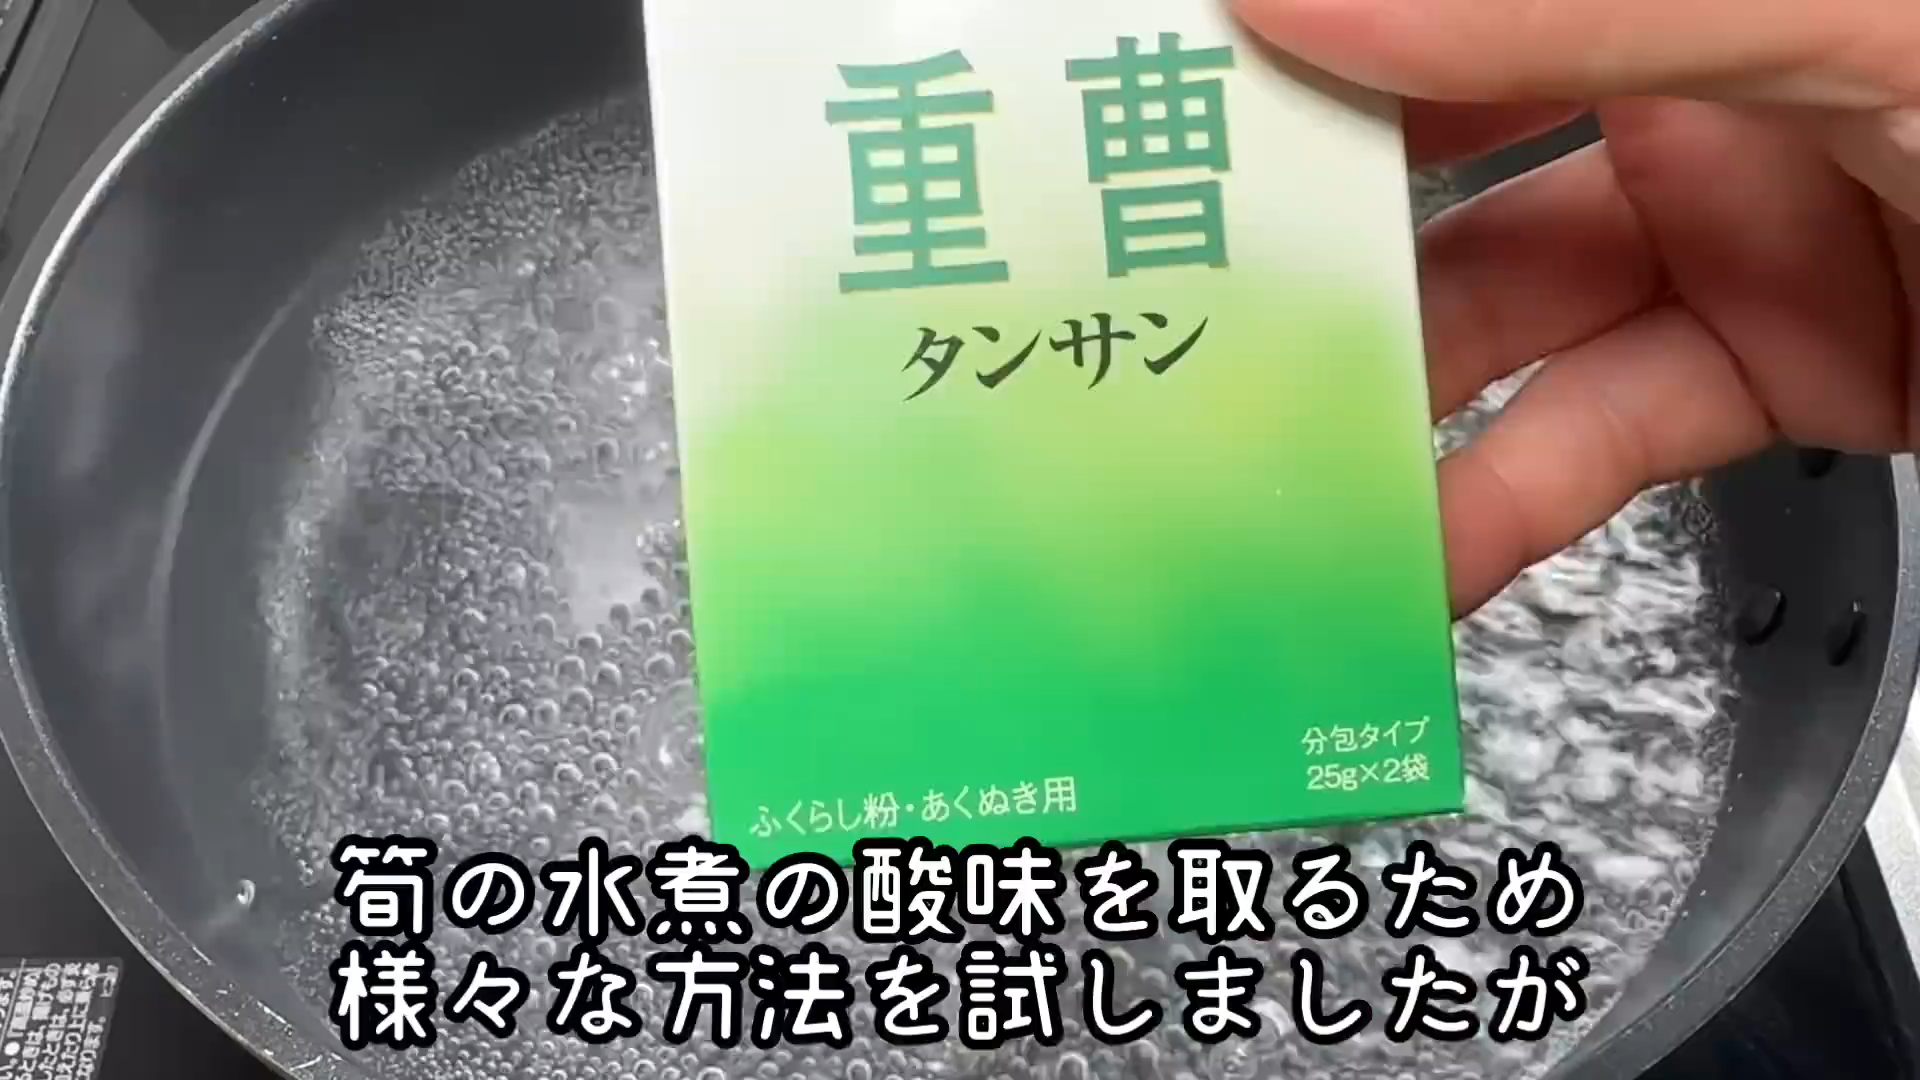 重曹
タンサン
分包タイプ
25g×2袋
ふくらし粉・あくぬき用
筍の水煮の酸味を取るため
様々な方法を試しましたが